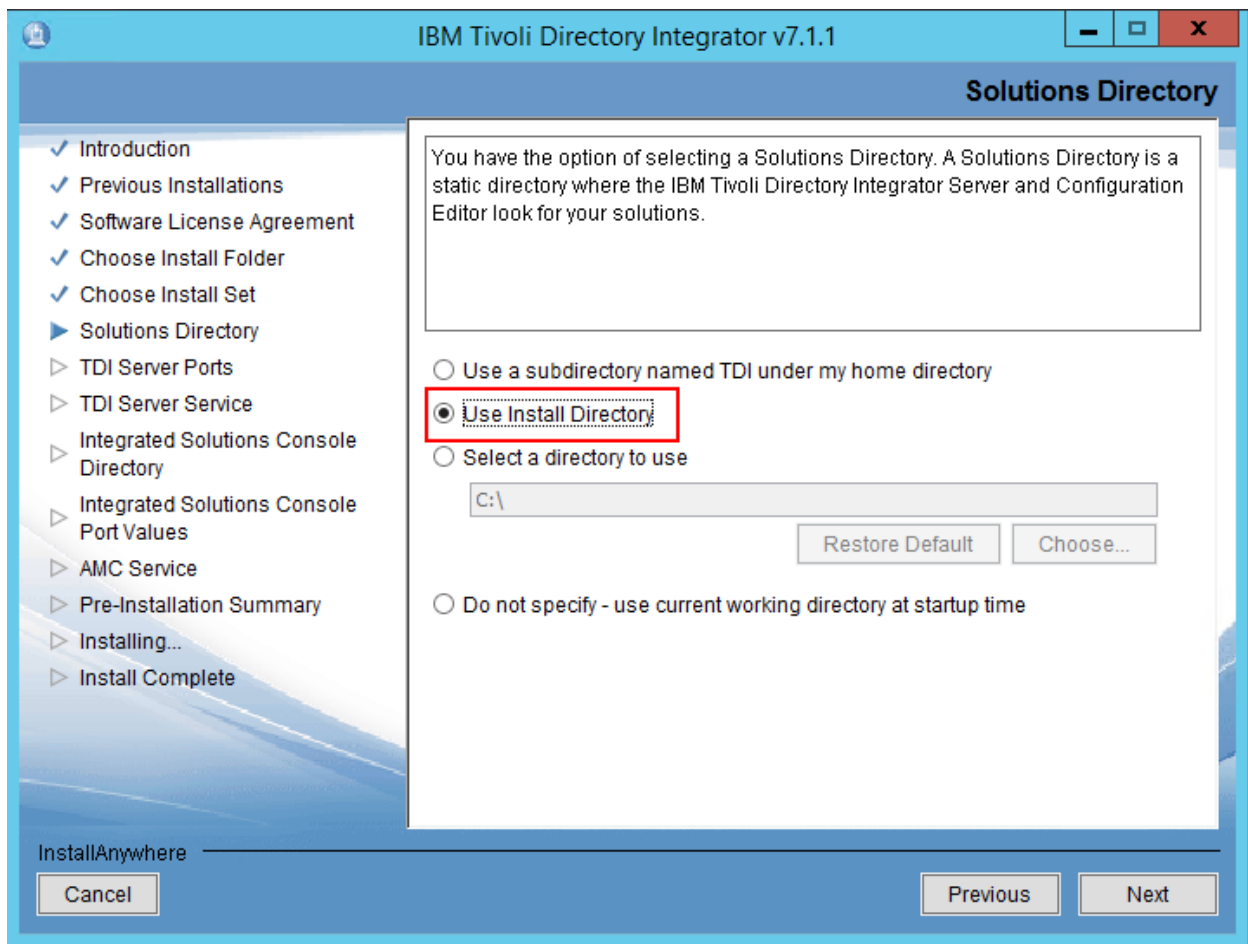 IBM Tivoli Directory Integrator v7.1.1
Solutions Directory
Introduction
Previous Installations
Software License Agreement
Choose Install Folder
Choose Install Set
Solutions Directory
TDI Server Ports
TDI Server Service
Integrated Solutions Console
Directory
Integrated Solutions Console
Port Values
AMC Service
Pre-Installation Summary
Installing...
Install Complete
You have the option of selecting a Solutions Directory. A Solutions Directory is a
static directory where the IBM Tivoli Directory Integrator Server and Configuration
Editor look for your solutions.
Use a subdirectory named TDI under my home directory
Use Install Directory
Select a directory to use
C:\
Restore Default
Choose...
Do not specify - use current working directory at startup time
InstallAnywhere
Cancel
Previous
Next